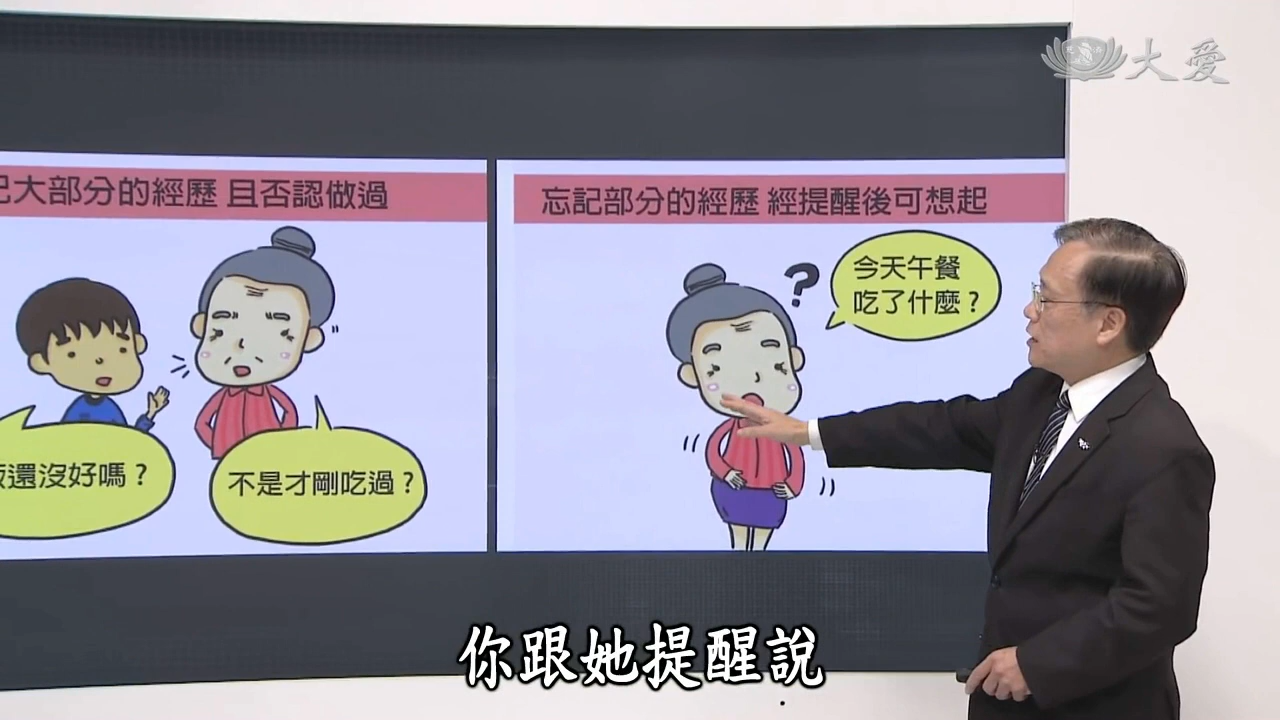 大愛
記大部分的經歷 且否認做過
忘記部分的經歷 經提醒後可想起
今天午餐
吃了什麼?
飯還沒好嗎?
不是才剛吃過?
你跟她提醒說